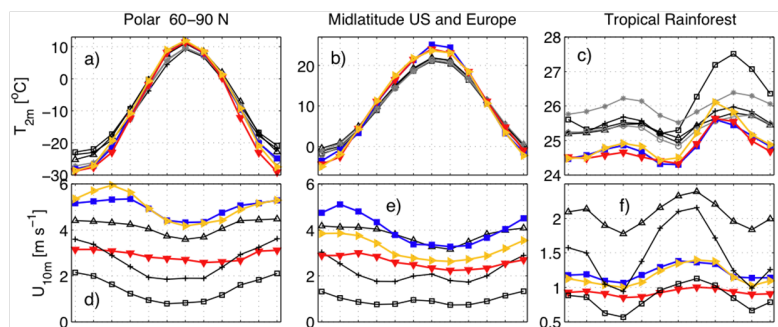 Polar 60–90 N
Midlatitude US and Europe
Tropical Rainforest
T2m [°C]
10
0
−10
−20
−30
a)
20
10
0
b)
28
27
26
25
24
c)
U10m [m s−1]
6
4
2
0
d)
6
4
2
0
e)
2
1.5
1
0.5
f)